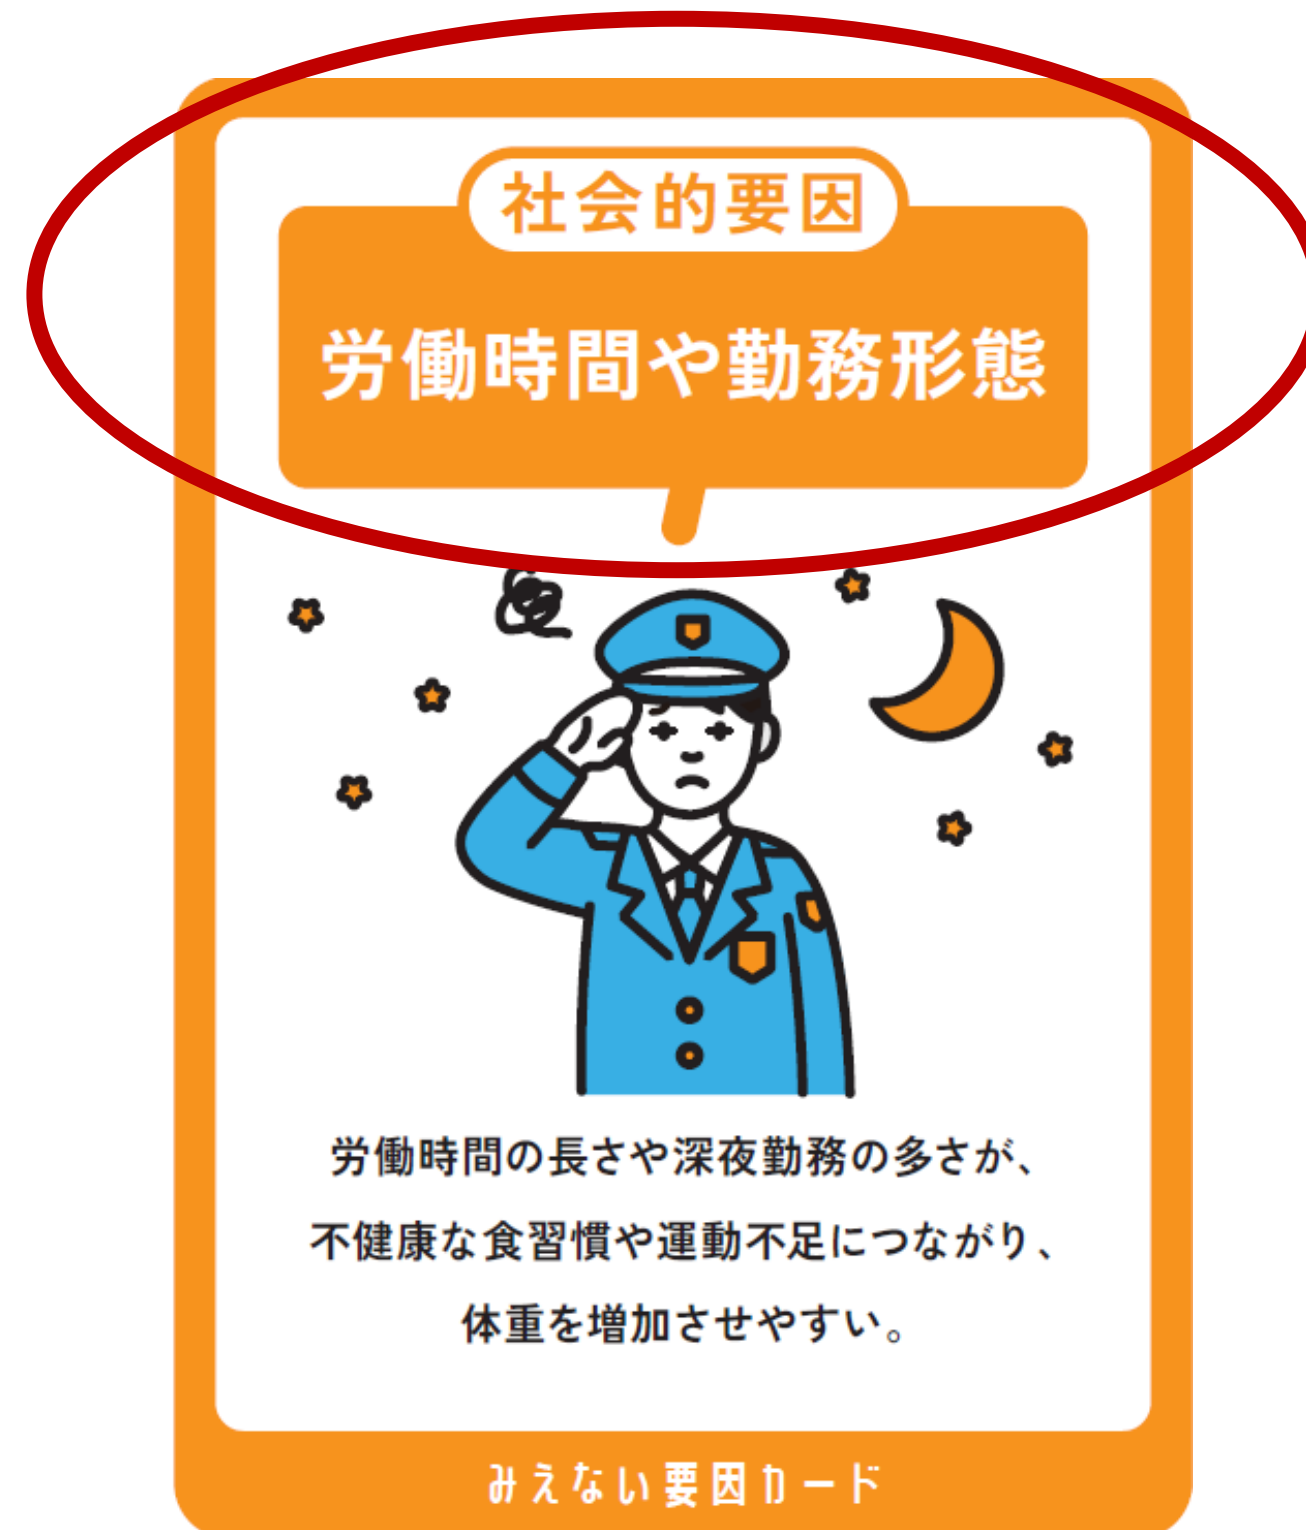 社会的要因
労働時間や勤務形態
労働時間の長さや深夜勤務の多さが、
不健康な食習慣や運動不足につながり、
体重を増加させやすい。
みえない要因カード